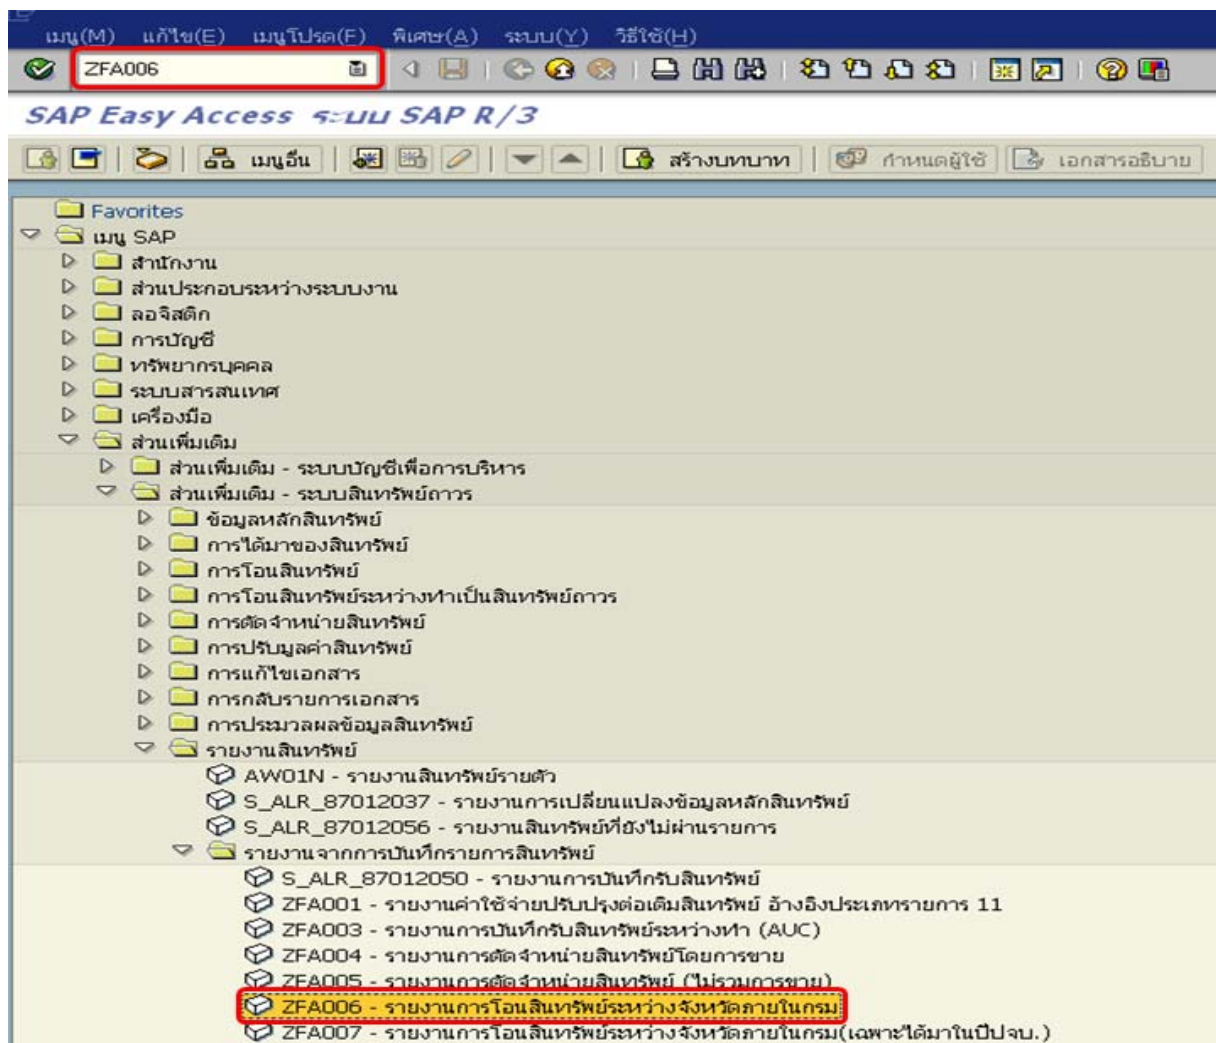 เมนู(M) แก้ไข(E) เมนูโปรด(F) พิเศษ(A) ระบบ(Y) วิธีใช้(H)
ZFA006
SAP Easy Access ระบบ SAP R/3
เมนูอื่น สร้างบทบาท กำหนดผู้ใช้ เอกสารอธิบาย
Favorites
เมนู SAP
สำนักงาน
ส่วนประกอบระหว่างระบบงาน
ลอจิสติก
การบัญชี
ทรัพยากรบุคคล
ระบบสารสนเทศ
เครื่องมือ
ส่วนเพิ่มเติม
ส่วนเพิ่มเติม - ระบบบัญชีเพื่อการบริหาร
ส่วนเพิ่มเติม - ระบบสินทรัพย์ถาวร
ข้อมูลหลักสินทรัพย์
การได้มาของสินทรัพย์
การโอนสินทรัพย์
การโอนสินทรัพย์ระหว่างทำเป็นสินทรัพย์ถาวร
การตัดจำหน่ายสินทรัพย์
การปรับมูลค่าสินทรัพย์
การแก้ไขเอกสาร
การกลับรายการเอกสาร
การประมวลผลข้อมูลสินทรัพย์
รายงานสินทรัพย์
AW01N - รายงานสินทรัพย์รายตัว
S_ALR_87012037 - รายงานการเปลี่ยนแปลงข้อมูลหลักสินทรัพย์
S_ALR_87012056 - รายงานสินทรัพย์ที่ยังไม่ผ่านรายการ
รายงานจากการบันทึกรายการสินทรัพย์
S_ALR_87012050 - รายงานการบันทึกรับสินทรัพย์
ZFA001 - รายงานค่าใช้จ่ายปรับปรุงต่อเติมสินทรัพย์ อ้างอิงประเภทรายการ 11
ZFA003 - รายงานการบันทึกรับสินทรัพย์ระหว่างทำ (AUC)
ZFA004 - รายงานการตัดจำหน่ายสินทรัพย์โดยการขาย
ZFA005 - รายงานการตัดจำหน่ายสินทรัพย์ (ไม่รวมการขาย)
ZFA006 - รายงานการโอนสินทรัพย์ระหว่างจังหวัดภายในกรม
ZFA007 - รายงานการโอนสินทรัพย์ระหว่างจังหวัดภายในกรม(เฉพาะได้มาในปีปจบ.)